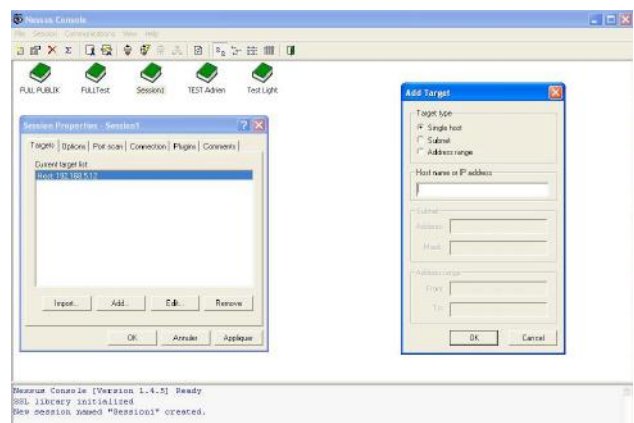 Nessus Console
File Session Communications View Help
FULL PUBLIK
FULLTest
Session1
TEST Adrien
Test Light
Session Properties - Session1
Targets Options Port scan Connection Plugins Comments
Current target list:
Host: 192.168.5.12
Import... Add... Edit... Remove
OK Annuler Appliquer
Add Target
Target type
Single host
Subnet
Address range
Host name or IP address
Subnet
Address:
Mask:
Address range
From:
To:
OK Cancel
Nessus Console [Version 1.4.5] Ready
SSL library initialized
New session named "Session1" created.